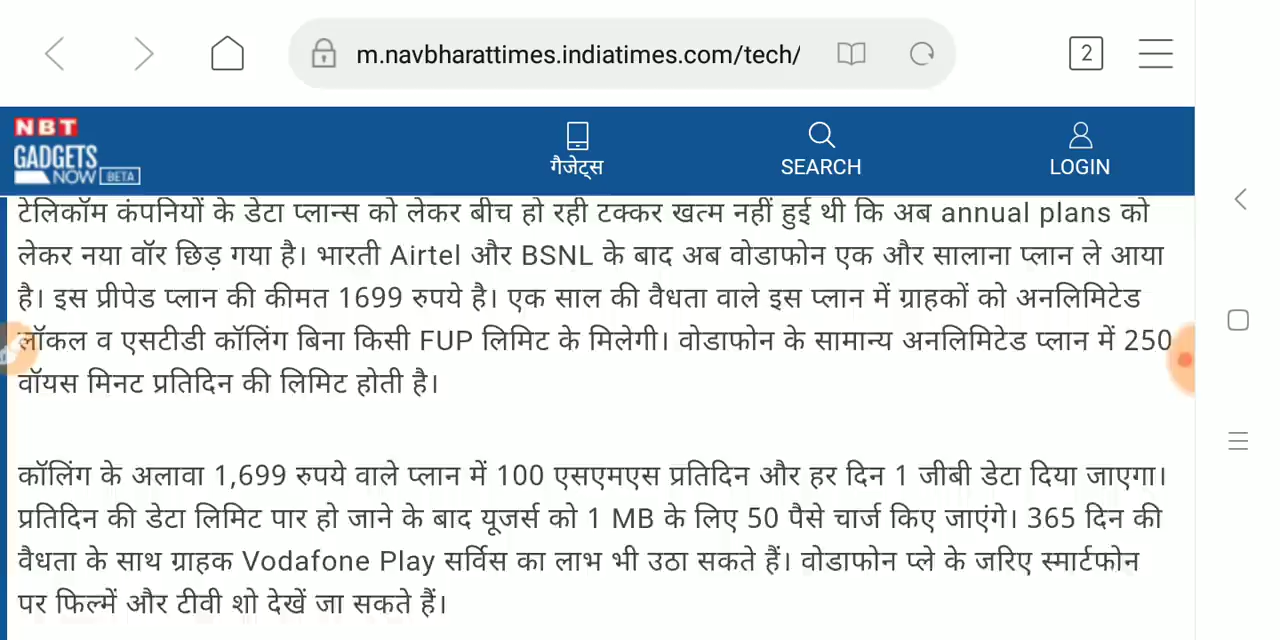 m.navbharattimes.indiatimes.com/tech/
2
NBT
GADGETS
NOW BETA
गैजेट्स
SEARCH
LOGIN
टेलिकॉम कंपनियों के डेटा प्लान्स को लेकर बीच हो रही टक्कर खत्म नहीं हुई थी कि अब annual plans को
लेकर नया वॉर छिड़ गया है। भारती Airtel और BSNL के बाद अब वोडाफोन एक और सालाना प्लान ले आया
है। इस प्रीपेड प्लान की कीमत 1699 रुपये है। एक साल की वैधता वाले इस प्लान में ग्राहकों को अनलिमिटेड
लॉकल व एसटीडी कॉलिंग बिना किसी FUP लिमिट के मिलेगी। वोडाफोन के सामान्य अनलिमिटेड प्लान में 250
वॉयस मिनट प्रतिदिन की लिमिट होती है।
कॉलिंग के अलावा 1,699 रुपये वाले प्लान में 100 एसएमएस प्रतिदिन और हर दिन 1 जीबी डेटा दिया जाएगा।
प्रतिदिन की डेटा लिमिट पार हो जाने के बाद यूजर्स को 1 MB के लिए 50 पैसे चार्ज किए जाएंगे। 365 दिन की
वैधता के साथ ग्राहक Vodafone Play सर्विस का लाभ भी उठा सकते हैं। वोडाफोन प्ले के जरिए स्मार्टफोन
पर फिल्में और टीवी शो देखें जा सकते हैं।